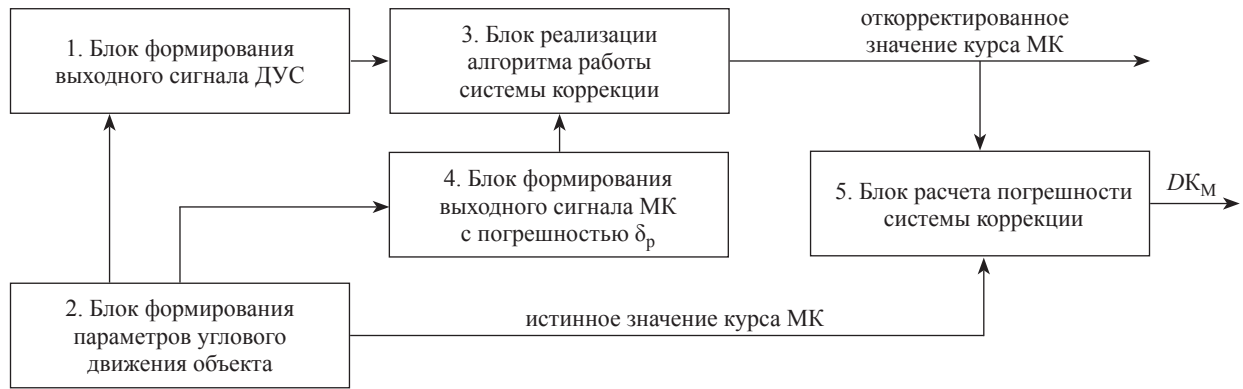 1. Блок формирования
выходного сигнала ДУС
3. Блок реализации
алгоритма работы
системы коррекции
откорректированное
значение курса МК
4. Блок формирования
выходного сигнала МК
с погрешностью δр
5. Блок расчета погрешности
системы коррекции
DКМ
2. Блок формирования
параметров углового
движения объекта
истинное значение курса МК